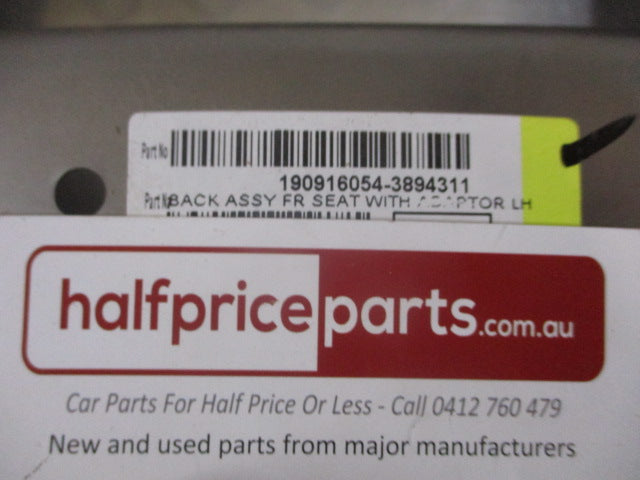 Part No
190916054-3894311
BACK ASSY FR SEAT WITH ADAPTOR LH
halfpriceparts.com.au
Car Parts For Half Price Or Less - Call 0412 760 479
New and used parts from major manufacturers